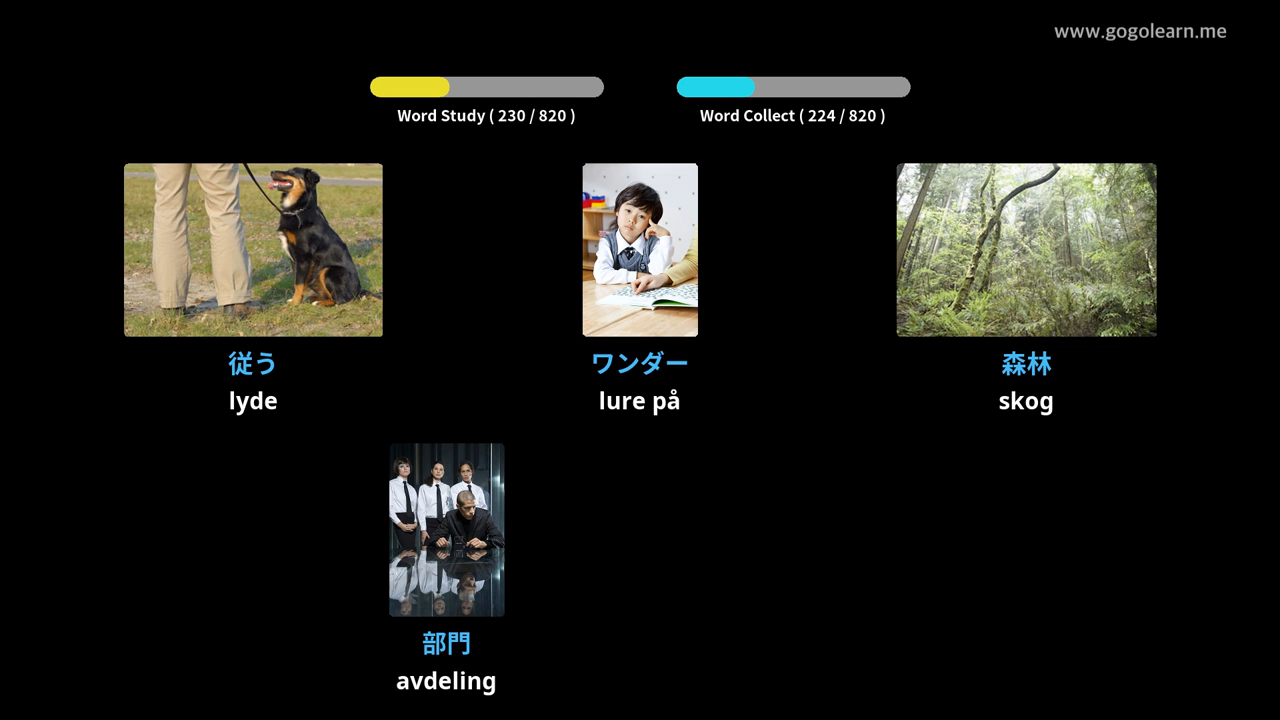 www.gogolearn.me
Word Study ( 230 / 820 )
Word Collect ( 224 / 820 )
従う
lyde
ワンダー
lure på
森林
skog
部門
avdeling